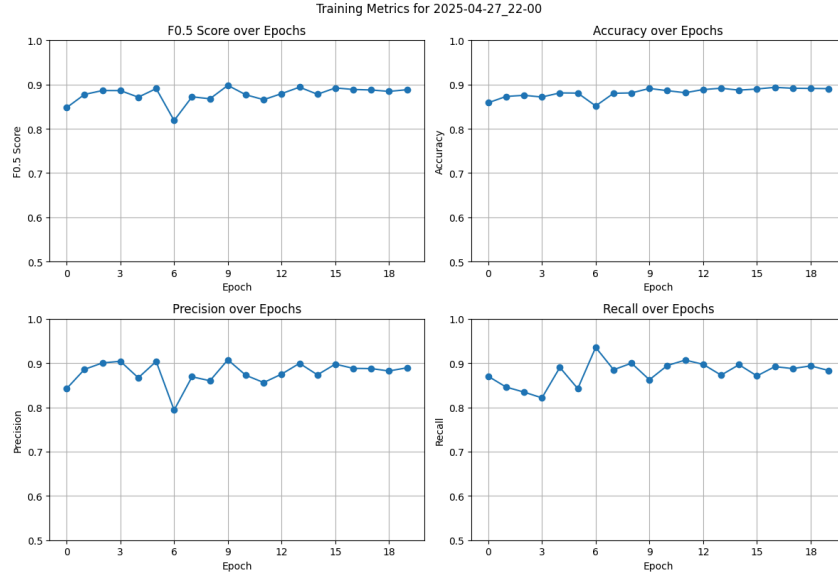 Training Metrics for 2025-04-27_22-00
F0.5 Score over Epochs
1.0
0.9
0.8
0.7
0.6
0.5
F0.5 Score
0 3 6 9 12 15 18
Epoch
Accuracy over Epochs
1.0
0.9
0.8
0.7
0.6
0.5
Accuracy
0 3 6 9 12 15 18
Epoch
Precision over Epochs
1.0
0.9
0.8
0.7
0.6
0.5
Precision
0 3 6 9 12 15 18
Epoch
Recall over Epochs
1.0
0.9
0.8
0.7
0.6
0.5
Recall
0 3 6 9 12 15 18
Epoch